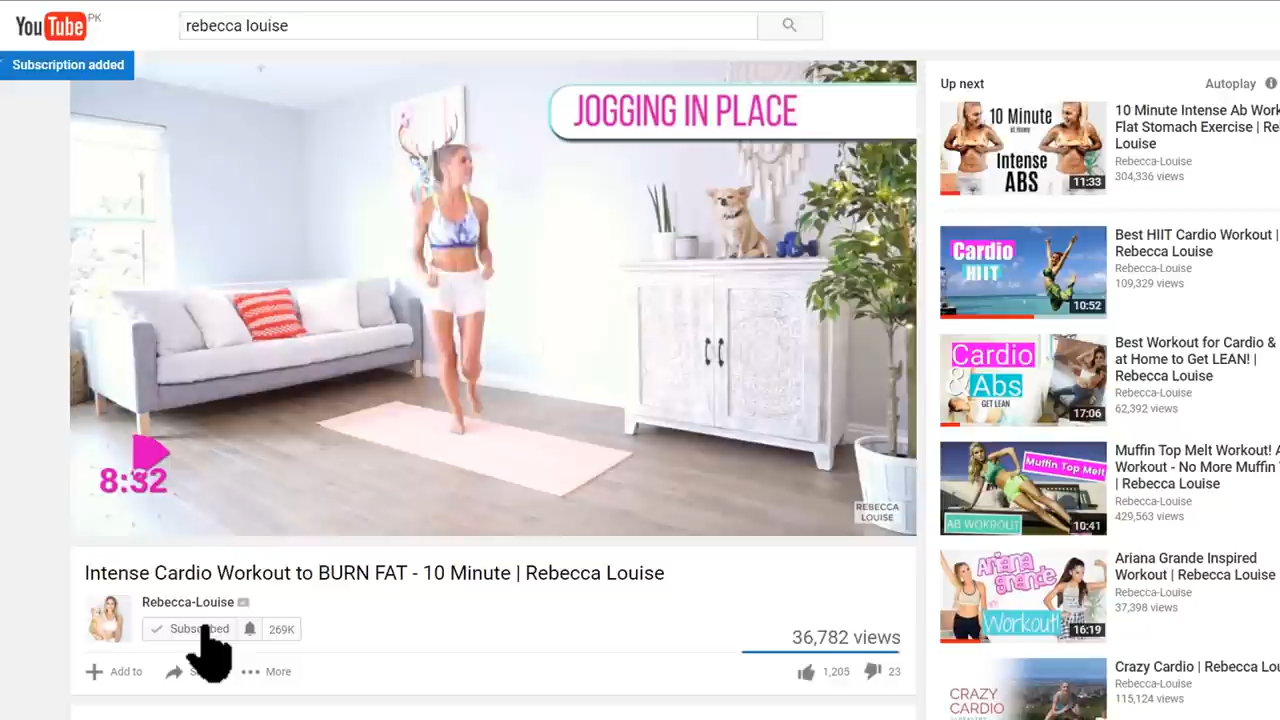 YouTube PK
rebecca louise
Subscription added
JOGGING IN PLACE
8:32
REBECCA
LOUISE
Intense Cardio Workout to BURN FAT - 10 Minute | Rebecca Louise
Rebecca-Louise
Subscribed 269K
36,782 views
Add to
More
1,205 23
Up next Autoplay
10 Minute
at Home
Intense
ABS
11:33
10 Minute Intense Ab
Flat Stomach Exercise |
Louise
Rebecca-Louise
304,336 views
Cardio
HIIT
10:52
Best HIIT Cardio Workout |
Rebecca Louise
Rebecca-Louise
109,329 views
Cardio
& Abs
GET LEAN
17:06
Best Workout for Cardio &
at Home to Get LEAN! |
Rebecca Louise
Rebecca-Louise
62,392 views
Muffin Top Melt
AB WOKROUT
10:41
Muffin Top Melt Workout!
Workout - No More Muffin
| Rebecca Louise
Rebecca-Louise
429,563 views
Ariana
grande
Workout!
16:19
Ariana Grande Inspired
Workout | Rebecca Louise
Rebecca-Louise
37,398 views
CRAZY
CARDIO
Crazy Cardio | Rebecca
Rebecca-Louise
115,124 views